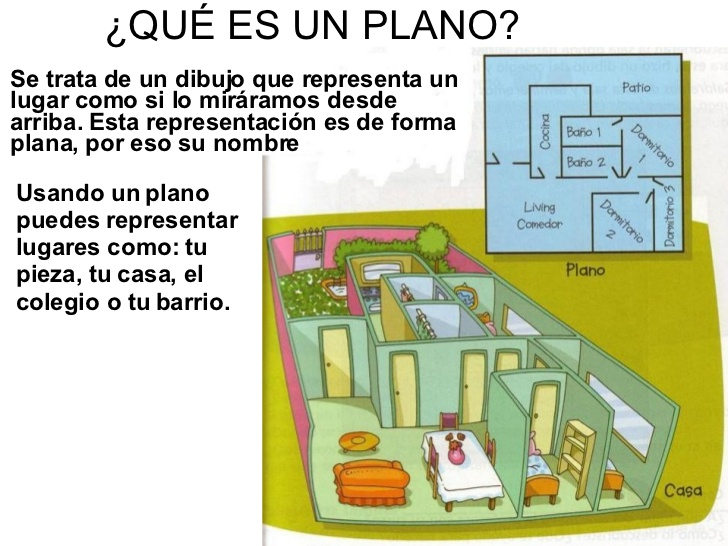 ¿QUÉ ES UN PLANO?
Se trata de un dibujo que representa un
lugar como si lo miráramos desde
arriba. Esta representación es de forma
plana, por eso su nombre
Usando un plano
puedes representar
lugares como: tu
pieza, tu casa, el
colegio o tu barrio.
Patio
Cocina
Baño 1
Dormitorio
1
Baño 2
Living
Comedor
Dormitorio
2
Dormitorio 3
Plano
Casa